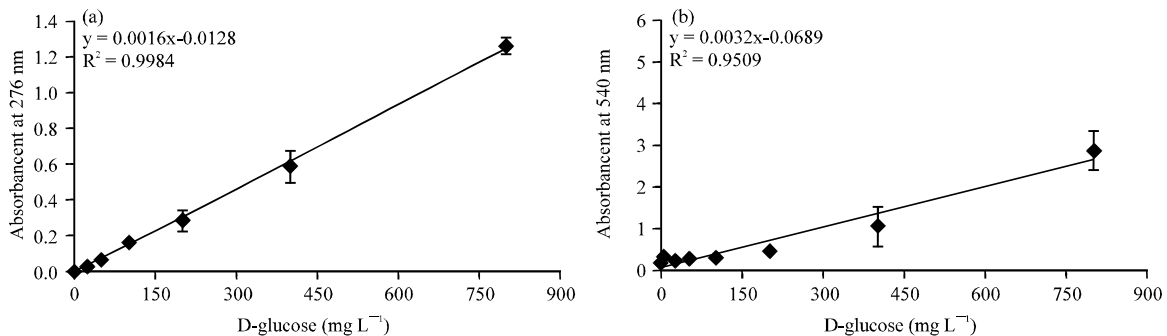 (a)
y = 0.0016x-0.0128
R² = 0.9984
Absorbancent at 276 nm
1.4
1.2
1.0
0.8
0.6
0.4
0.2
0.0
0 150 300 450 600 750 900
D-glucose (mg L⁻¹)
(b)
y = 0.0032x-0.0689
R² = 0.9509
Absorbancent at 540 nm
6
5
4
3
2
1
0
0 150 300 450 600 750 900
D-glucose (mg L⁻¹)